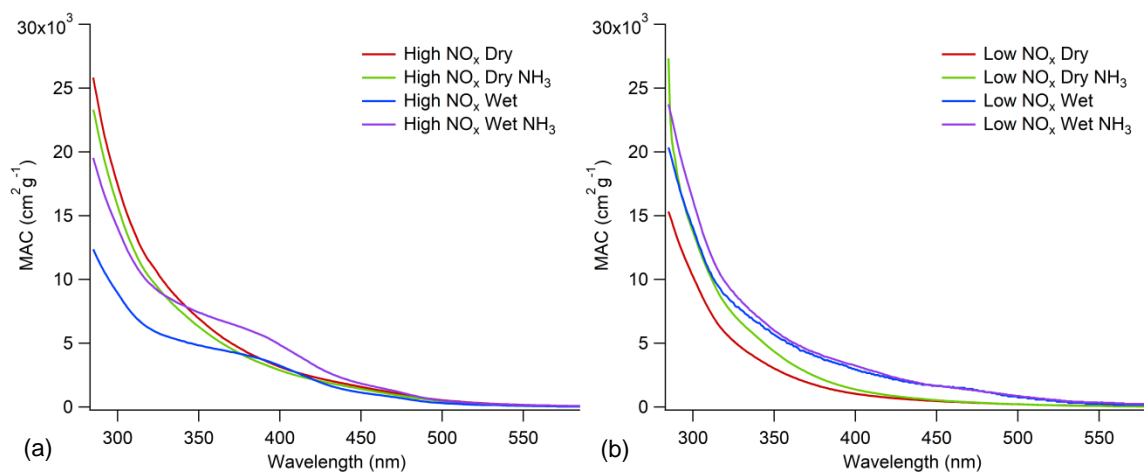 30x10³
25
20
15
10
5
0
MAC (cm²g⁻¹)
High NOₓ Dry
High NOₓ Dry NH₃
High NOₓ Wet
High NOₓ Wet NH₃
300 350 400 450 500 550
Wavelength (nm)
(a)
30x10³
25
20
15
10
5
0
MAC (cm²g⁻¹)
Low NOₓ Dry
Low NOₓ Dry NH₃
Low NOₓ Wet
Low NOₓ Wet NH₃
300 350 400 450 500 550
Wavelength (nm)
(b)